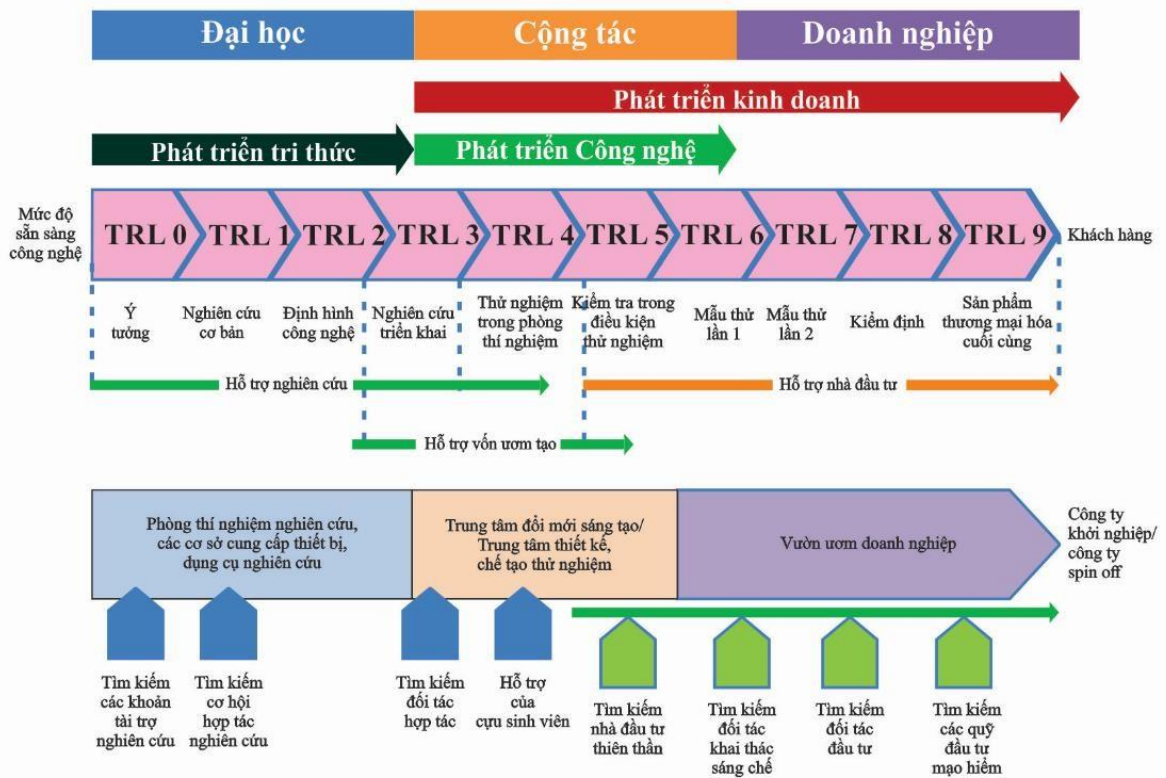 Đại học
Cộng tác
Doanh nghiệp
Phát triển kinh doanh
Phát triển tri thức
Phát triển Công nghệ
Mức độ
sẵn sàng
công nghệ
TRL 0
TRL 1
TRL 2
TRL 3
TRL 4
TRL 5
TRL 6
TRL 7
TRL 8
TRL 9
Khách hàng
Ý
tưởng
Nghiên cứu
cơ bản
Định hình
công nghệ
Nghiên cứu
triển khai
Thử nghiệm
trong phòng
thí nghiệm
Kiểm tra trong
điều kiện
thử nghiệm
Mẫu thử
lần 1
Mẫu thử
lần 2
Kiểm định
Sản phẩm
thương mại hóa
cuối cùng
Hỗ trợ nghiên cứu
Hỗ trợ nhà đầu tư
Hỗ trợ vốn ươm tạo
Phòng thí nghiệm nghiên cứu,
các cơ sở cung cấp thiết bị,
dụng cụ nghiên cứu
Trung tâm đổi mới sáng tạo/
Trung tâm thiết kế,
chế tạo thử nghiệm
Vườn ươm doanh nghiệp
Công ty
khởi nghiệp/
công ty
spin off
Tìm kiếm
các khoản
tài trợ
nghiên cứu
Tìm kiếm
cơ hội
hợp tác
nghiên cứu
Tìm kiếm
đối tác
hợp tác
Hỗ trợ
của
cựu sinh viên
Tìm kiếm
nhà đầu tư
thiên thần
Tìm kiếm
đối tác
khai thác
sáng chế
Tìm kiếm
đối tác
đầu tư
Tìm kiếm
các quỹ
đầu tư
mạo hiểm